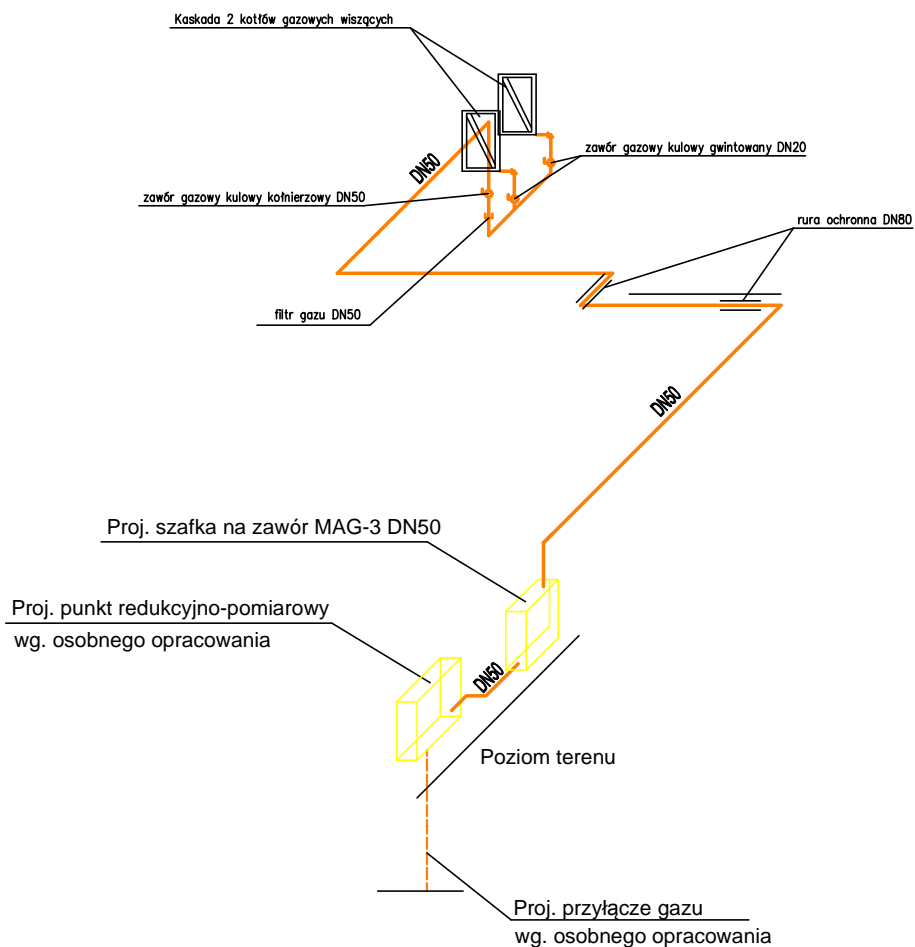 Kaskada 2 kotłów gazowych wiszących
zawór gazowy kulowy gwintowany DN20
DN50
zawór gazowy kulowy kołnierzowy DN50
rura ochronna DN80
filtr gazu DN50
DN50
Proj. szafka na zawór MAG-3 DN50
Proj. punkt redukcyjno-pomiarowy
wg. osobnego opracowania
DN50
Poziom terenu
Proj. przyłącze gazu
wg. osobnego opracowania